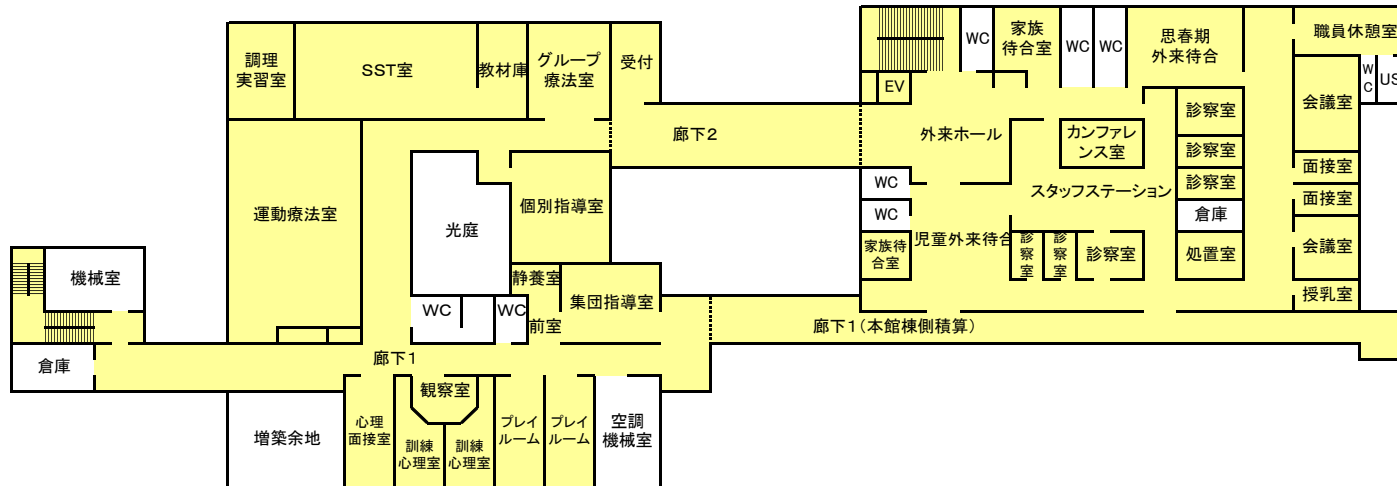 調理
実習室
SST室
教材庫
グループ
療法室
受付
WC
家族
待合室
WC
WC
思春期
外来待合
職員休憩室
EV
W
C
US
会議室
診察室
廊下2
外来ホール
カンファレ
ンス室
診察室
面接室
WC
診察室
スタッフステーション
面接室
運動療法室
個別指導室
光庭
WC
倉庫
児童外来待合
家族待
合室
診
察
室
診
察
室
診察室
処置室
会議室
機械室
静養室
集団指導室
授乳室
WC
WC
前室
廊下1(本館棟側積算)
倉庫
廊下1
観察室
増築余地
心理
面接室
訓練
心理室
訓練
心理室
プレイ
ルーム
プレイ
ルーム
空調
機械室